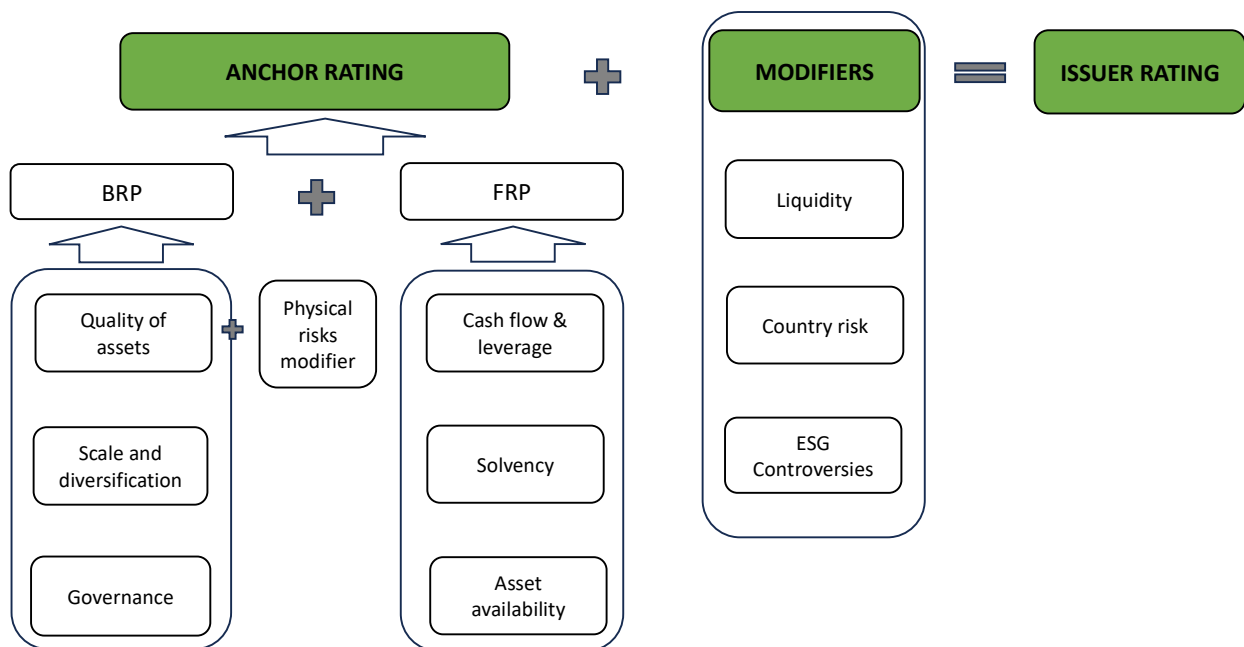 ANCHOR RATING
MODIFIERS
ISSUER RATING
BRP
FRP
Quality of
assets
Physical
risks
modifier
Cash flow &
leverage
Scale and
diversification
Solvency
Governance
Asset
availability
Liquidity
Country risk
ESG
Controversies